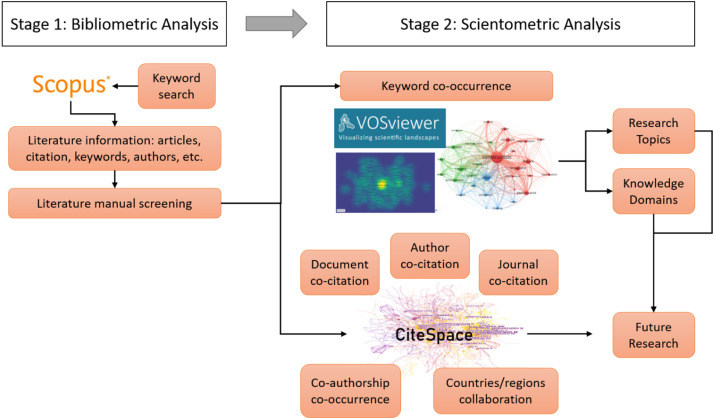 Stage 1: Bibliometric Analysis
Stage 2: Scientometric Analysis
Scopus®
Keyword
search
Literature information: articles,
citation, keywords, authors, etc.
Literature manual screening
Keyword co-occurrence
VOSviewer
Visualizing scientific landscapes
construction
Research
Topics
Knowledge
Domains
Document
co-citation
Author
co-citation
Journal
co-citation
CiteSpace
Future
Research
Co-authorship
co-occurrence
Countries/regions
collaboration